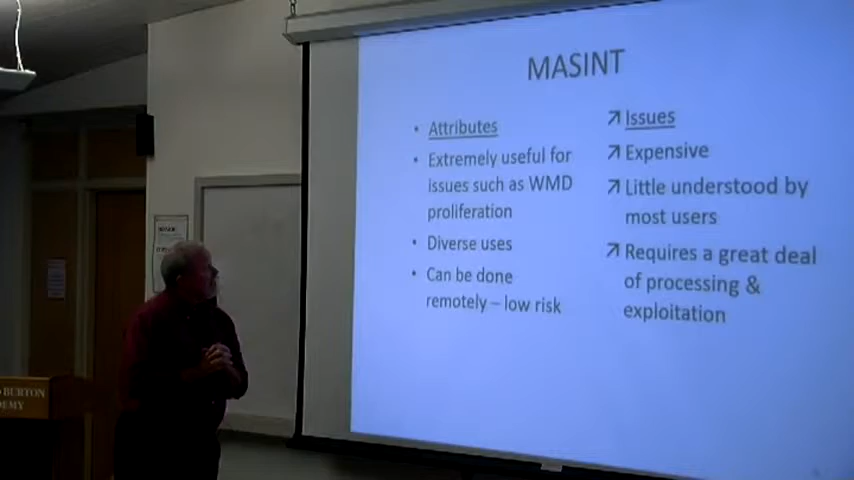 MASINT
• Attributes
• Extremely useful for
issues such as WMD
proliferation
• Diverse uses
• Can be done
remotely – low risk
↗ Issues
↗ Expensive
↗ Little understood by
most users
↗ Requires a great deal
of processing &
exploitation
BURTON